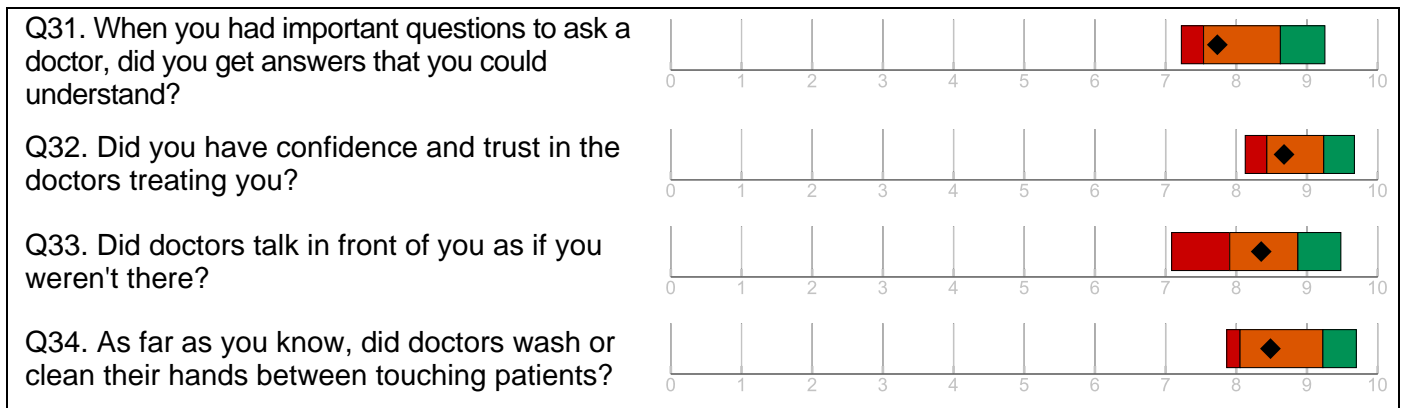 Q31. When you had important questions to ask a
doctor, did you get answers that you could
understand?
0 1 2 3 4 5 6 7 8 9 10
Q32. Did you have confidence and trust in the
doctors treating you?
0 1 2 3 4 5 6 7 8 9 10
Q33. Did doctors talk in front of you as if you
weren't there?
0 1 2 3 4 5 6 7 8 9 10
Q34. As far as you know, did doctors wash or
clean their hands between touching patients?
0 1 2 3 4 5 6 7 8 9 10